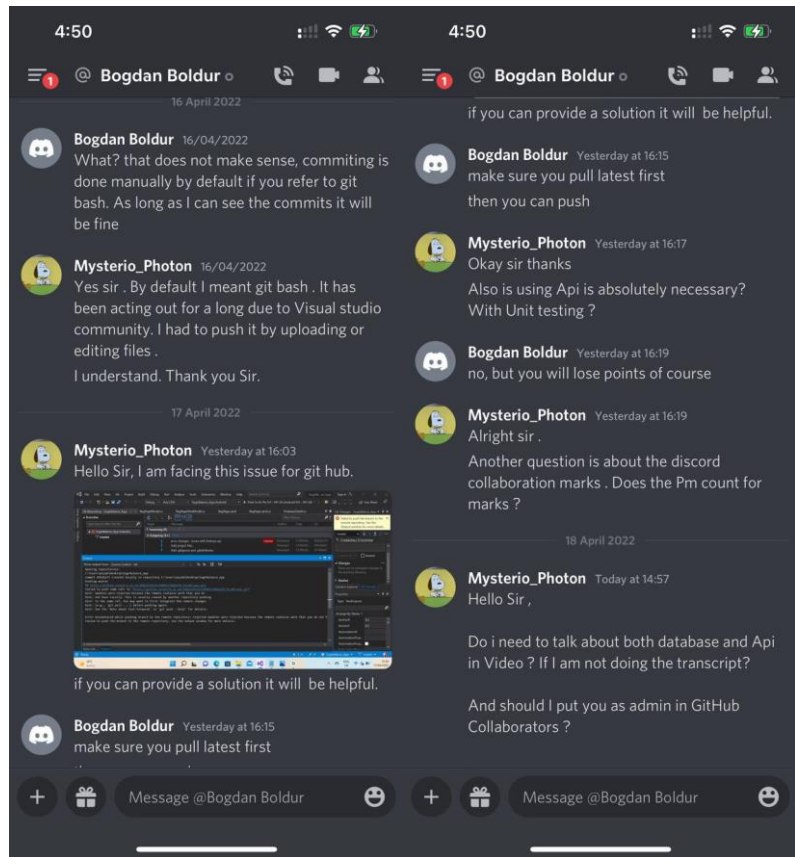 4:50
1
@ Bogdan Boldur
16 April 2022
Bogdan Boldur 16/04/2022
What? that does not make sense, commiting is
done manually by default if you refer to git
bash. As long as I can see the commits it will
be fine
Mysterio_Photon 16/04/2022
Yes sir . By default I meant git bash . It has
been acting out for a long due to Visual studio
community. I had to push it by uploading or
editing files .
I understand. Thank you Sir.
17 April 2022
Mysterio_Photon Yesterday at 16:03
Hello Sir, I am facing this issue for git hub.
if you can provide a solution it will be helpful.
Bogdan Boldur Yesterday at 16:15
make sure you pull latest first
Message @Bogdan Boldur
4:50
1
@ Bogdan Boldur
if you can provide a solution it will be helpful.
Bogdan Boldur Yesterday at 16:15
make sure you pull latest first
then you can push
Mysterio_Photon Yesterday at 16:17
Okay sir thanks
Also is using Api is absolutely necessary?
With Unit testing ?
Bogdan Boldur Yesterday at 16:19
no, but you will lose points of course
Mysterio_Photon Yesterday at 16:19
Alright sir .
Another question is about the discord
collaboration marks . Does the Pm count for
marks ?
18 April 2022
Mysterio_Photon Today at 14:57
Hello Sir ,
Do i need to talk about both database and Api
in Video ? If I am not doing the transcript?
And should I put you as admin in GitHub
Collaborators ?
Message @Bogdan Boldur